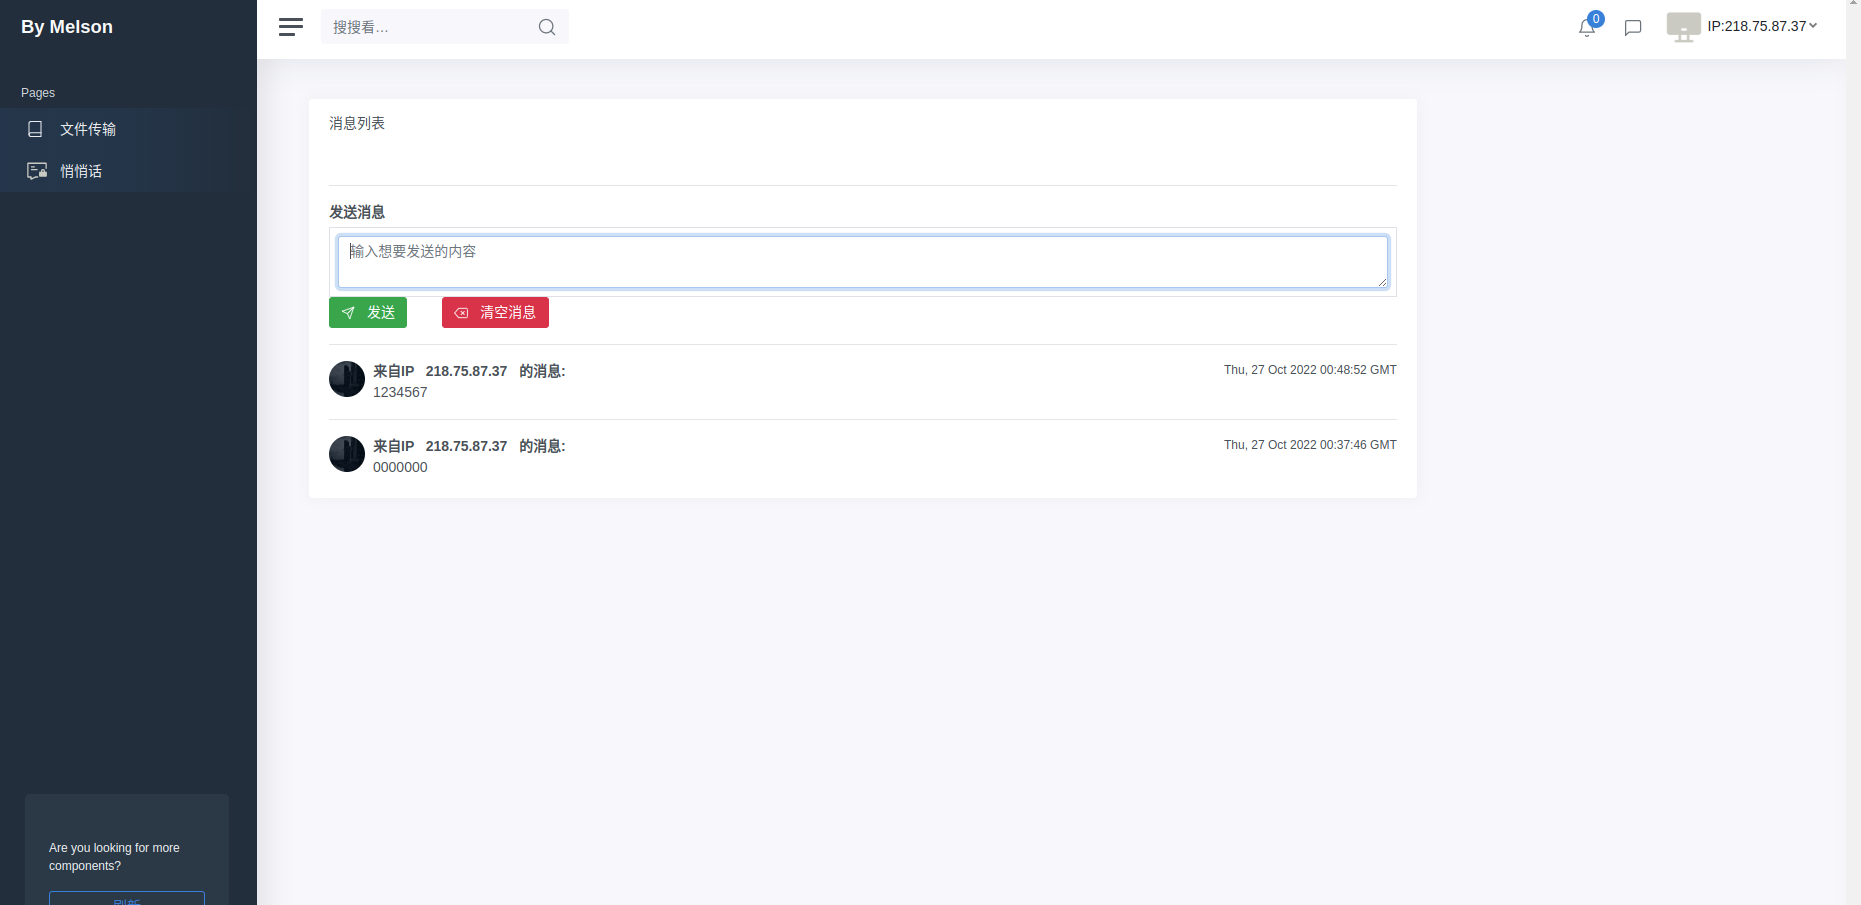 By Melson
搜搜看…
0
IP:218.75.87.37
Pages
文件传输
悄悄话
消息列表
发送消息
输入想要发送的内容
发送
清空消息
来自IP 218.75.87.37 的消息:
Thu, 27 Oct 2022 00:48:52 GMT
1234567
来自IP 218.75.87.37 的消息:
Thu, 27 Oct 2022 00:37:46 GMT
0000000
Are you looking for more
components?
刷新